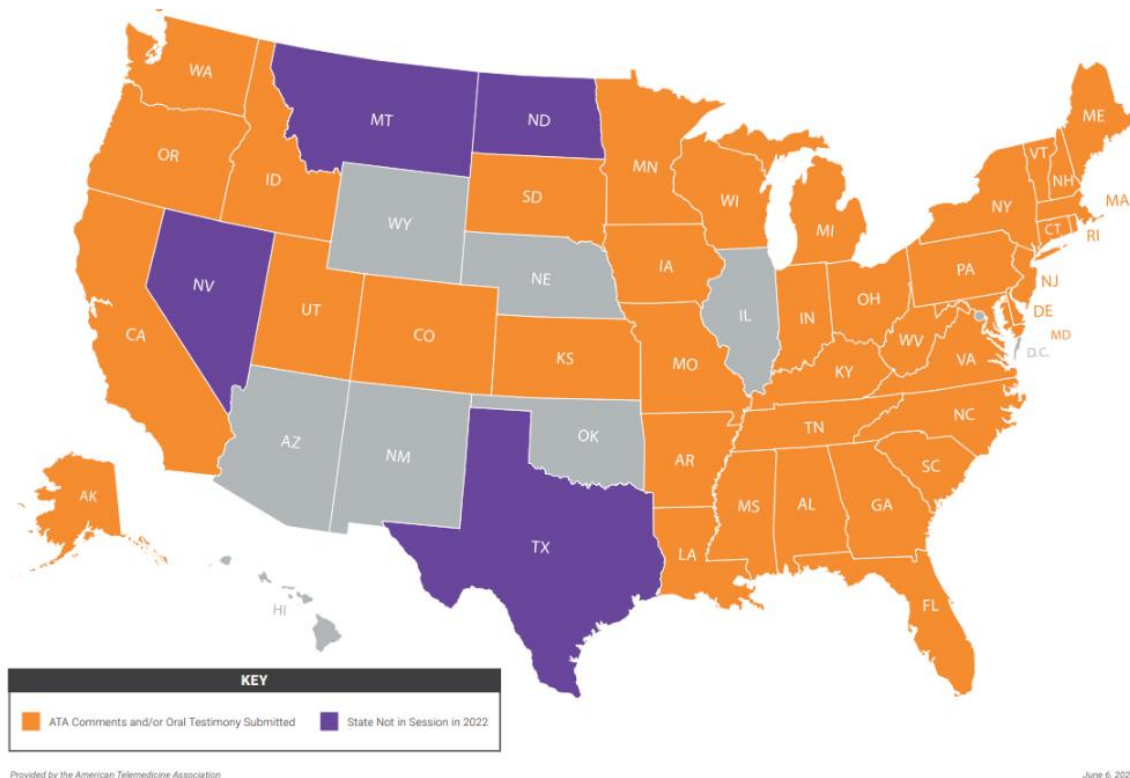 WA
MT
ND
ME
OR
ID
MN
VT
NH
SD
WI
NY
MA
WY
MI
CT
RI
IA
PA
NE
NJ
NV
OH
DE
UT
IL
IN
MD
CA
CO
WV
D.C.
KS
MO
VA
KY
NC
TN
AZ
NM
OK
AR
SC
AK
MS
AL
GA
TX
LA
HI
FL
KEY
ATA Comments and/or Oral Testimony Submitted
State Not in Session in 2022
Provided by the American Telemedicine Association
June 6, 202